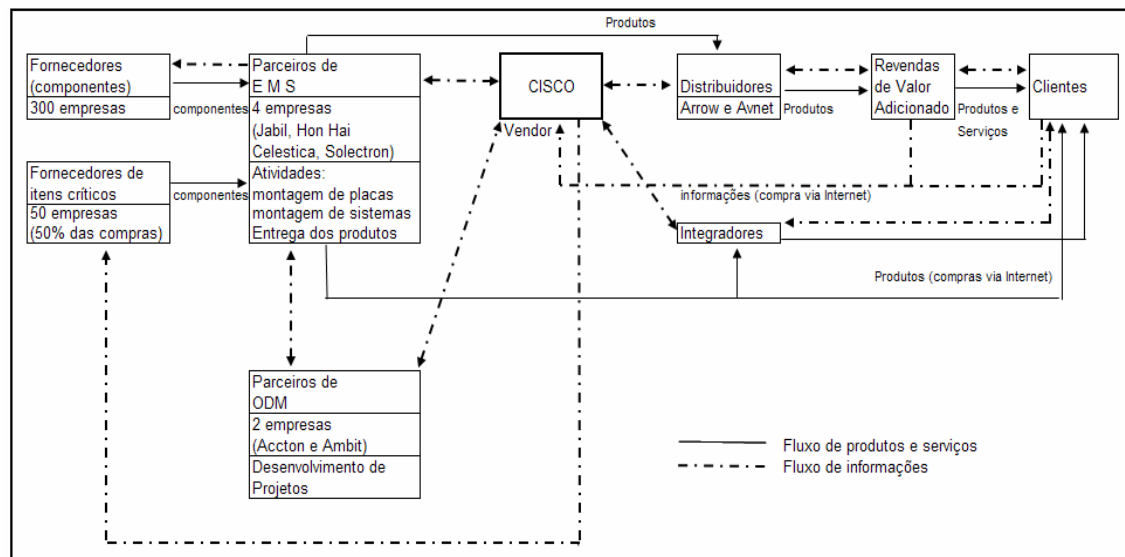 Produtos
Fornecedores
(componentes)
300 empresas
componentes
Parceiros de
E M S
4 empresas
(Jabil, Hon Hai
Celestica, Solectron)
Atividades:
montagem de placas
montagem de sistemas
Entrega dos produtos
CISCO
Vendor
Distribuidores
Arrow e Avnet
Produtos
Revendas
de Valor
Adicionado
Produtos e
Serviços
Clientes
Fornecedores de
itens críticos
50 empresas
(50% das compras)
componentes
informações (compra via Internet)
Integradores
Produtos (compras via Internet)
Parceiros de
ODM
2 empresas
(Accton e Ambit)
Desenvolvimento de
Projetos
Fluxo de produtos e serviços
Fluxo de informações